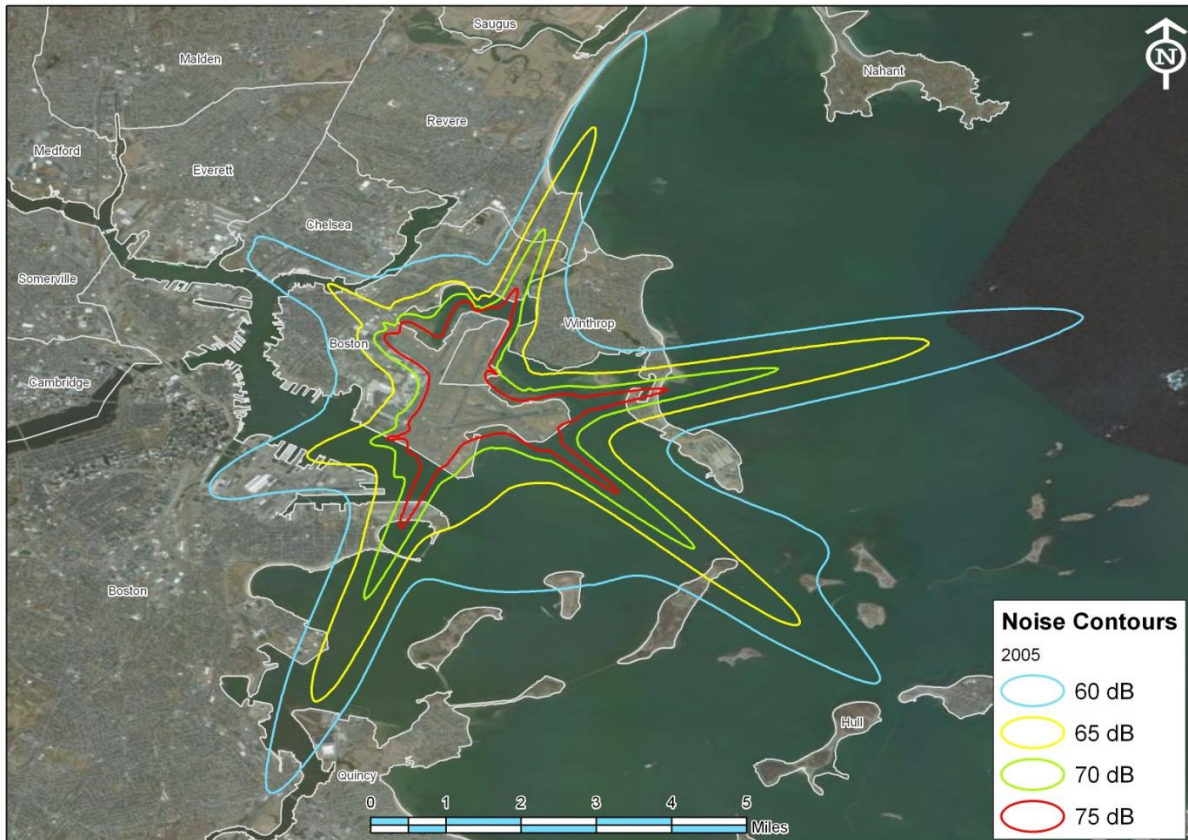 Saugus
Malden
Nahant
N
Revere
Medford
Everett
Chelsea
Somerville
Winthrop
Boston
Cambridge
Boston
Hull
Quincy
0 1 2 3 4 5
Miles
Noise Contours
2005
60 dB
65 dB
70 dB
75 dB